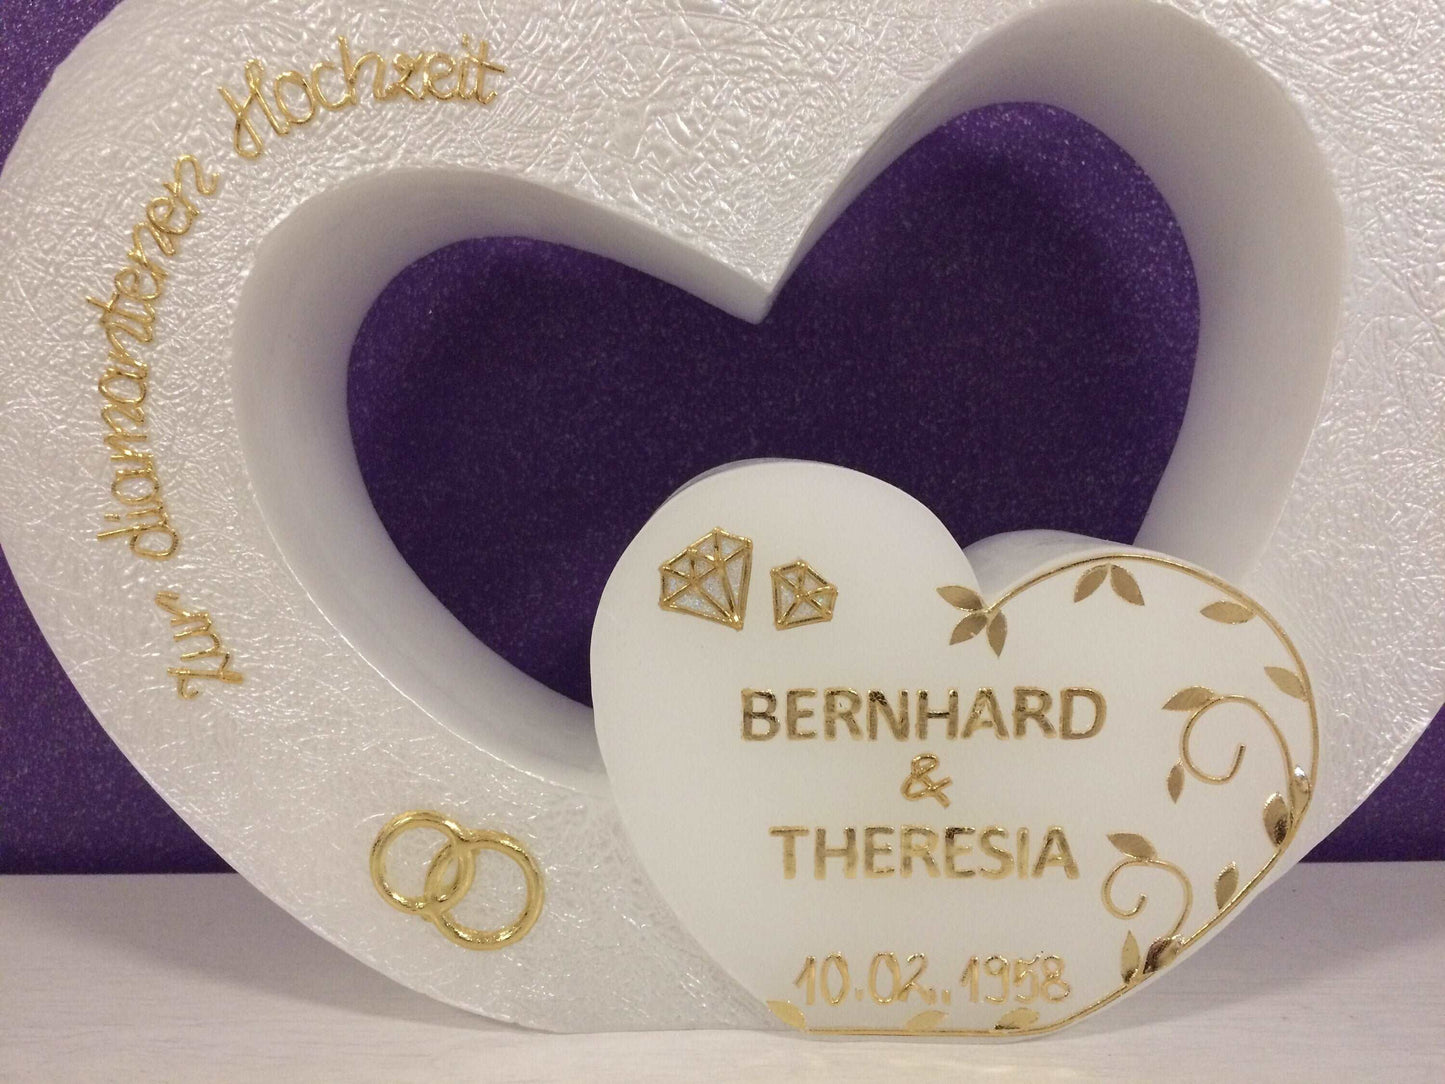 Zur diamantenen Hochzeit
BERNHARD
&
THERESIA
10.02..1958